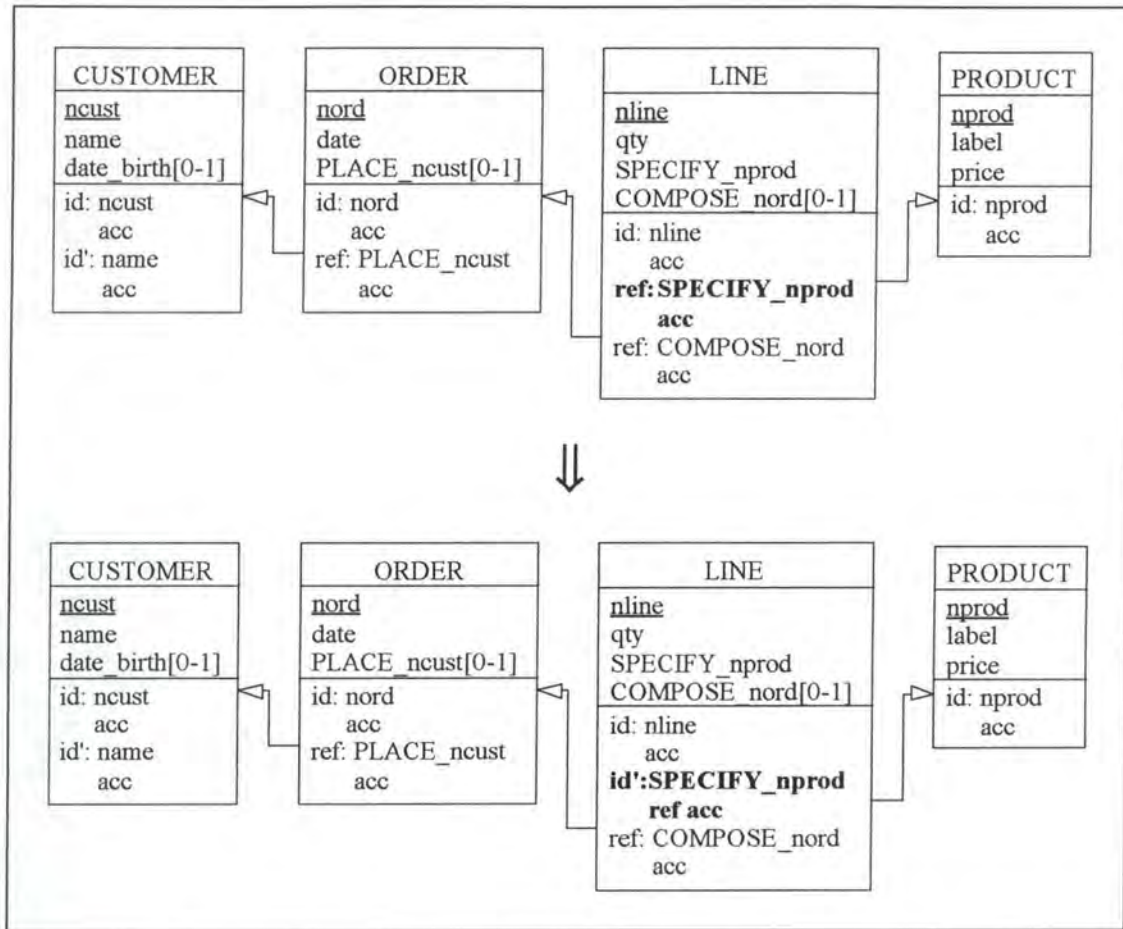 CUSTOMER
ncust
name
date_birth[0-1]
id: ncust
acc
id': name
acc
ORDER
nord
date
PLACE_ncust[0-1]
id: nord
acc
ref: PLACE_ncust
acc
LINE
nline
qty
SPECIFY_nprod
COMPOSE_nord[0-1]
id: nline
acc
ref:SPECIFY_nprod
acc
ref: COMPOSE_nord
acc
PRODUCT
nprod
label
price
id: nprod
acc
⇓
CUSTOMER
ncust
name
date_birth[0-1]
id: ncust
acc
id': name
acc
ORDER
nord
date
PLACE_ncust[0-1]
id: nord
acc
ref: PLACE_ncust
acc
LINE
nline
qty
SPECIFY_nprod
COMPOSE_nord[0-1]
id: nline
acc
id':SPECIFY_nprod
ref acc
ref: COMPOSE_nord
acc
PRODUCT
nprod
label
price
id: nprod
acc